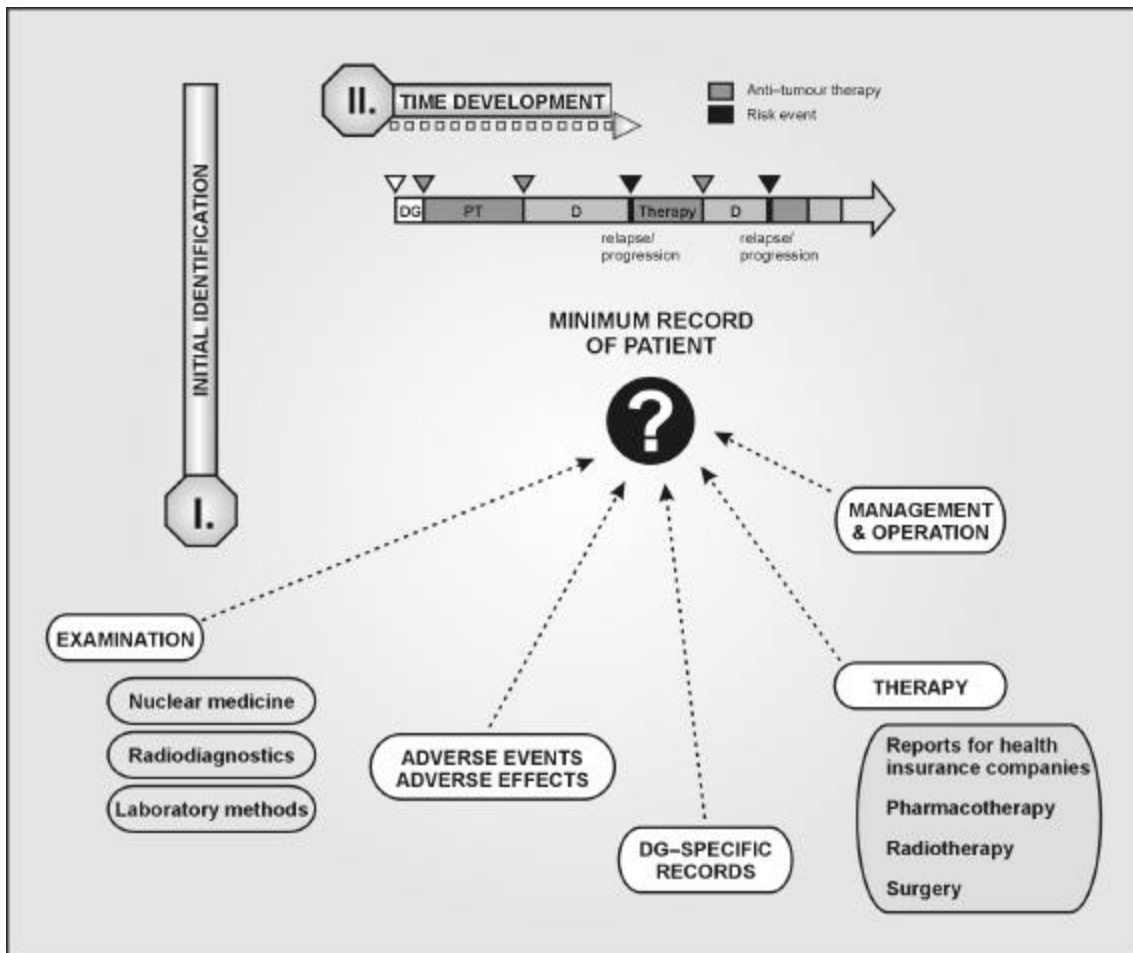 II.
TIME DEVELOPMENT
Anti–tumour therapy
Risk event
DG PT D Therapy D
relapse/
progression
relapse/
progression
INITIAL IDENTIFICATION
I.
MINIMUM RECORD
OF PATIENT
?
MANAGEMENT
& OPERATION
EXAMINATION
Nuclear medicine
Radiodiagnostics
Laboratory methods
ADVERSE EVENTS
ADVERSE EFFECTS
DG–SPECIFIC
RECORDS
THERAPY
Reports for health
insurance companies
Pharmacotherapy
Radiotherapy
Surgery